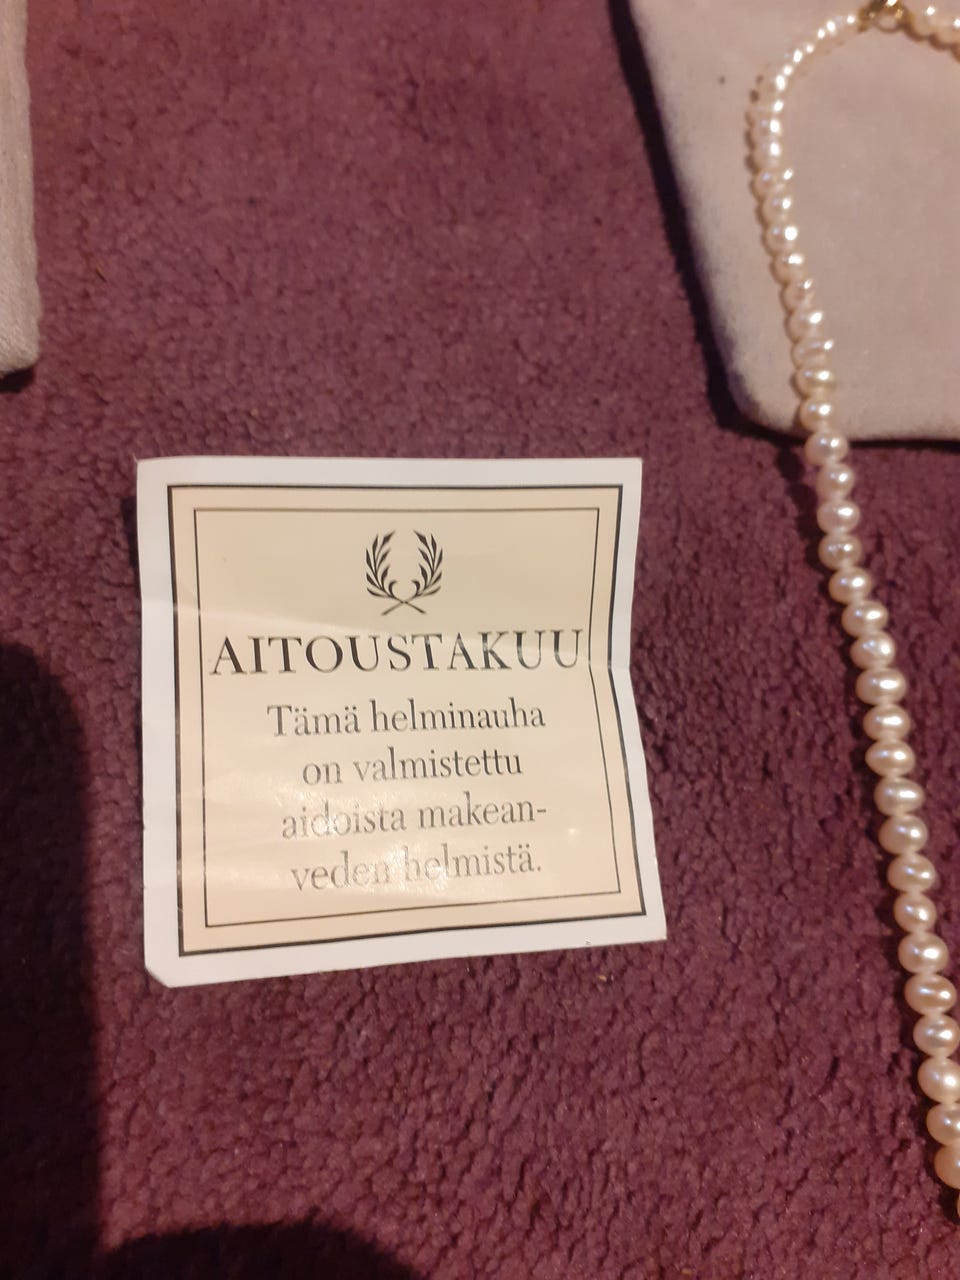 AITOUSTAKUU
Tämä helminauha
on valmistettu
aidoista makean-
veden helmistä.